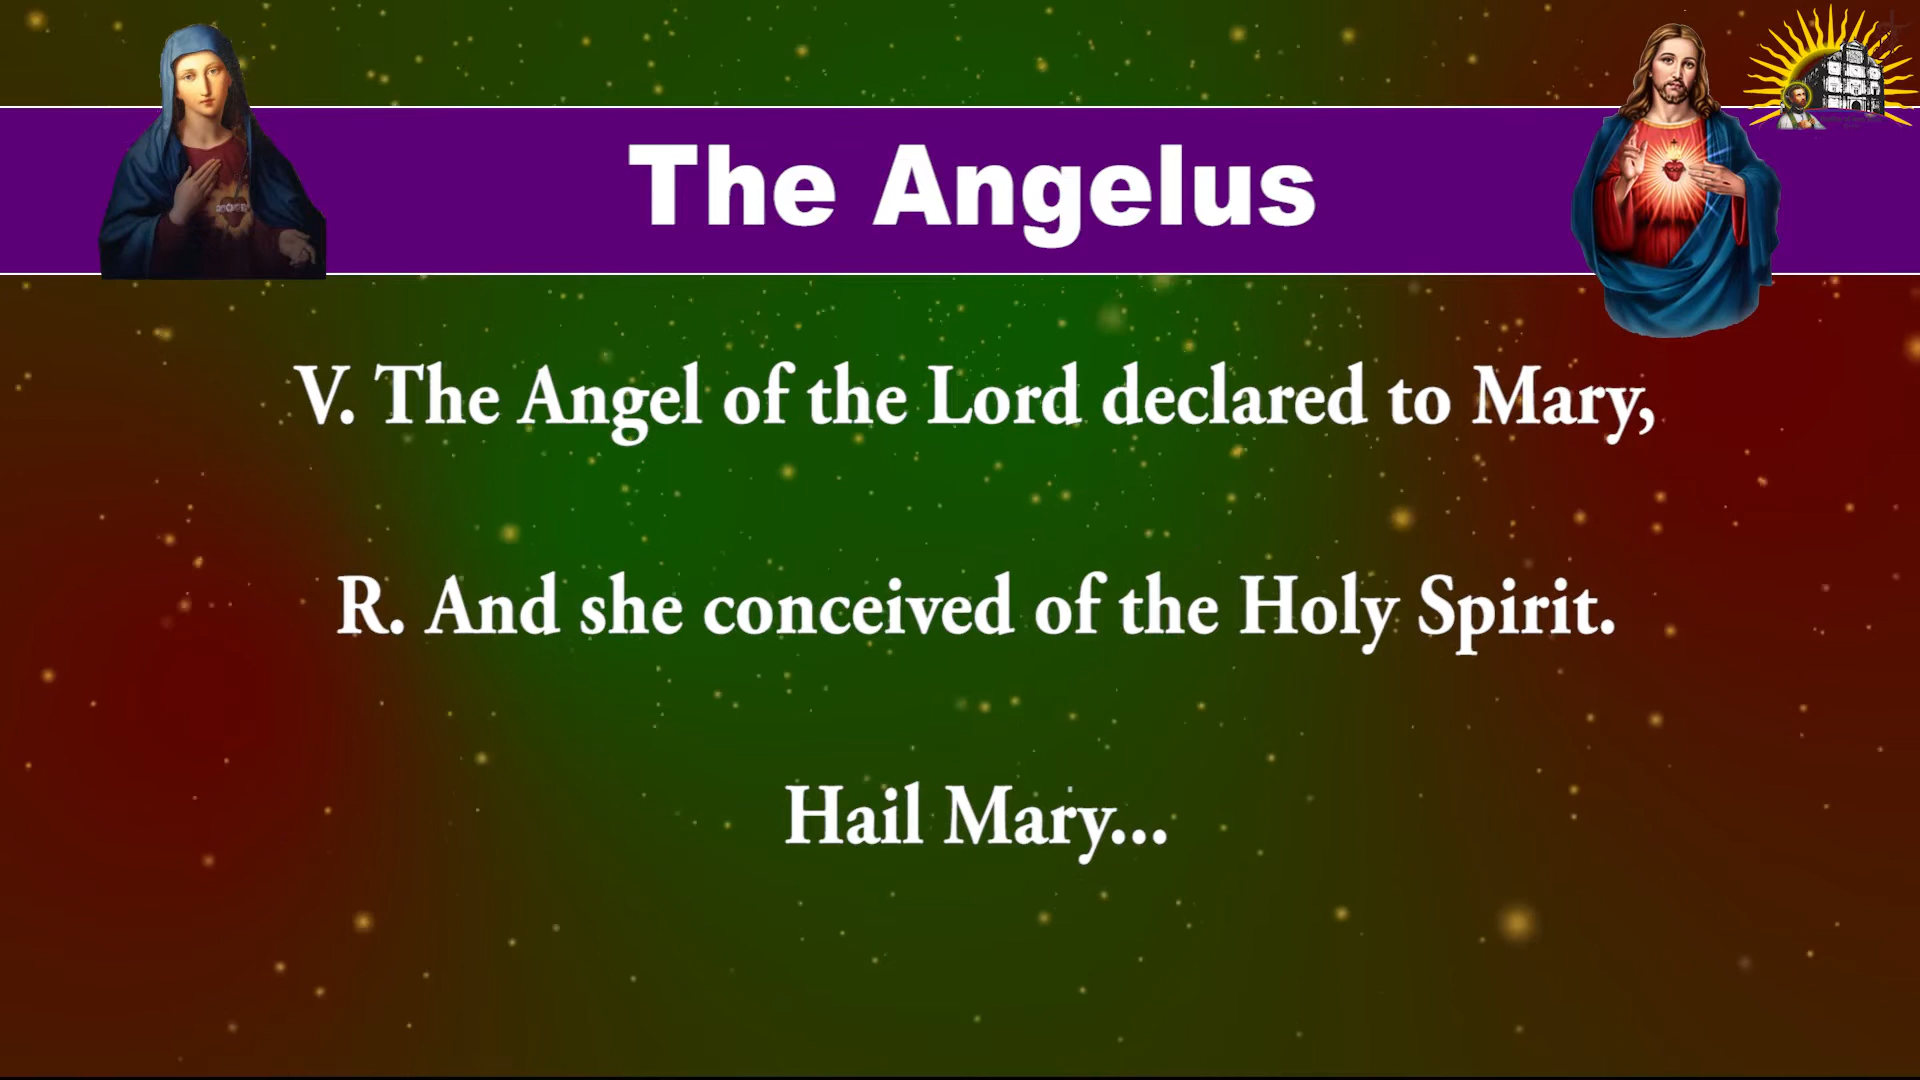 The Angelus
V. The Angel of the Lord declared to Mary,
R. And she conceived of the Holy Spirit.
Hail Mary...